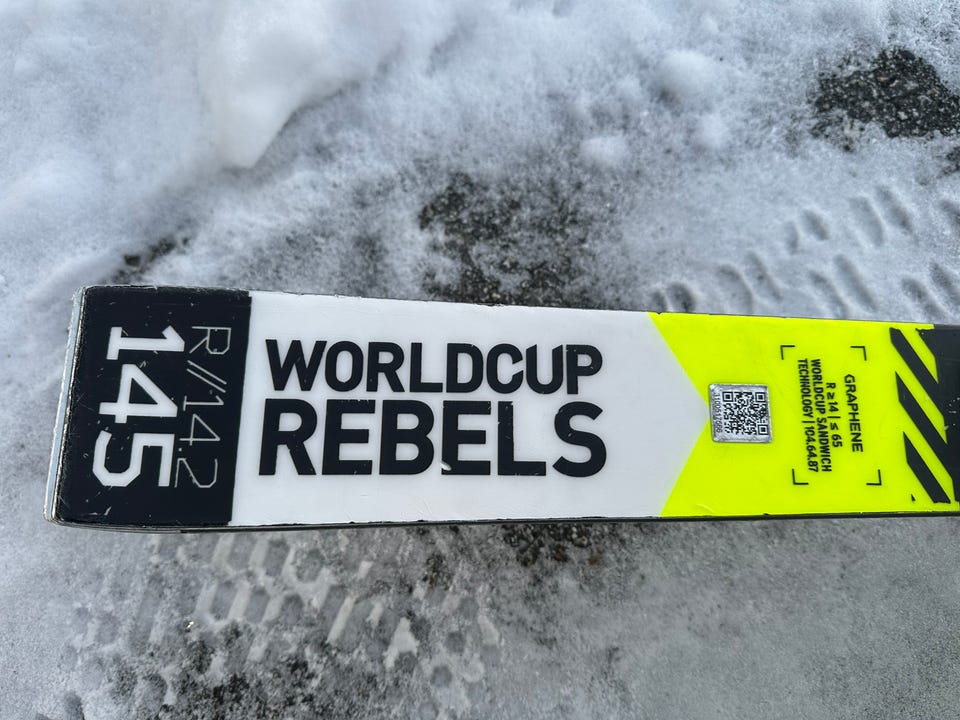 145
R//14.2
WORLDCUP
REBELS
GRAPHENE
R ≥ 14 | ≤ 65
WORLDCUP SANDWICH
TECHNOLOGY | 104.64.87